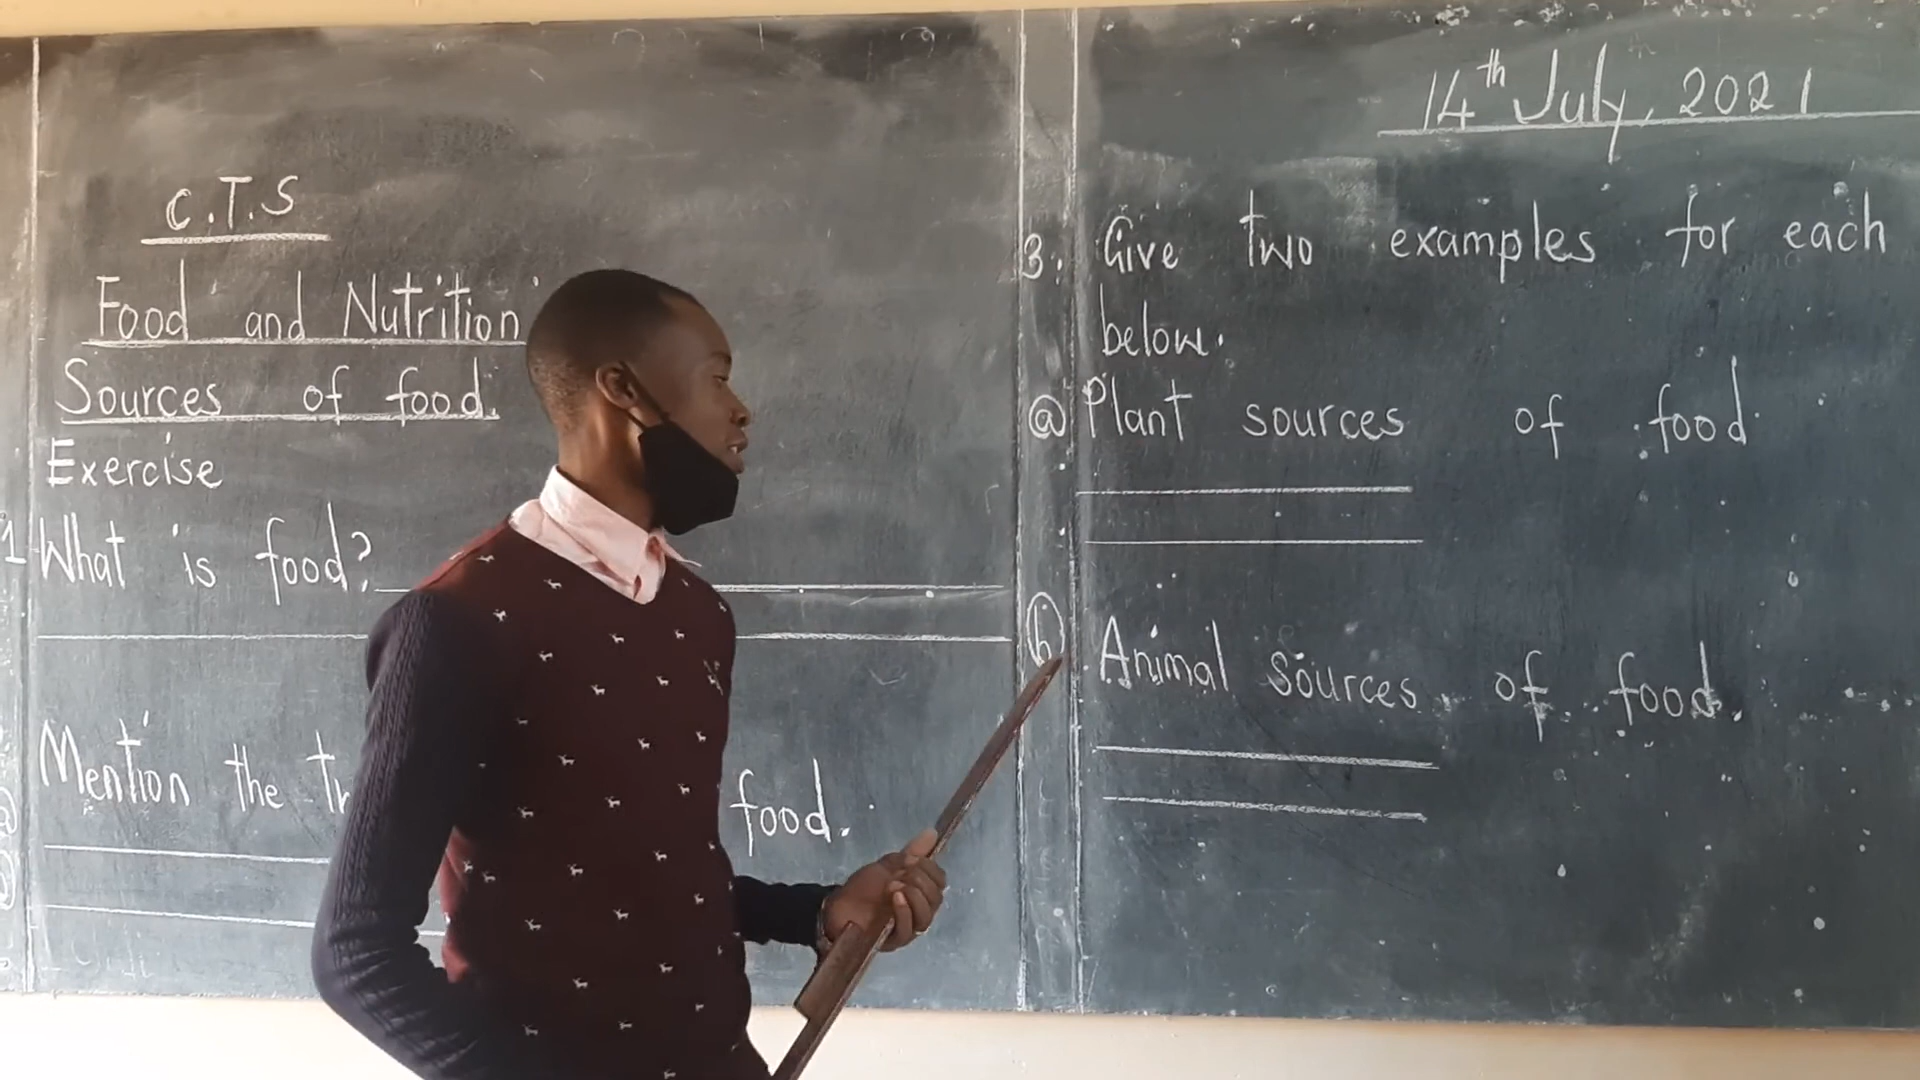 C.T.S
Food and Nutrition
Sources of food.
Exercise
1 What is food?
Mention the food.
14th July, 2021
3. Give two examples for each
below.
(a) Plant sources of food
(b) Animal sources of food.